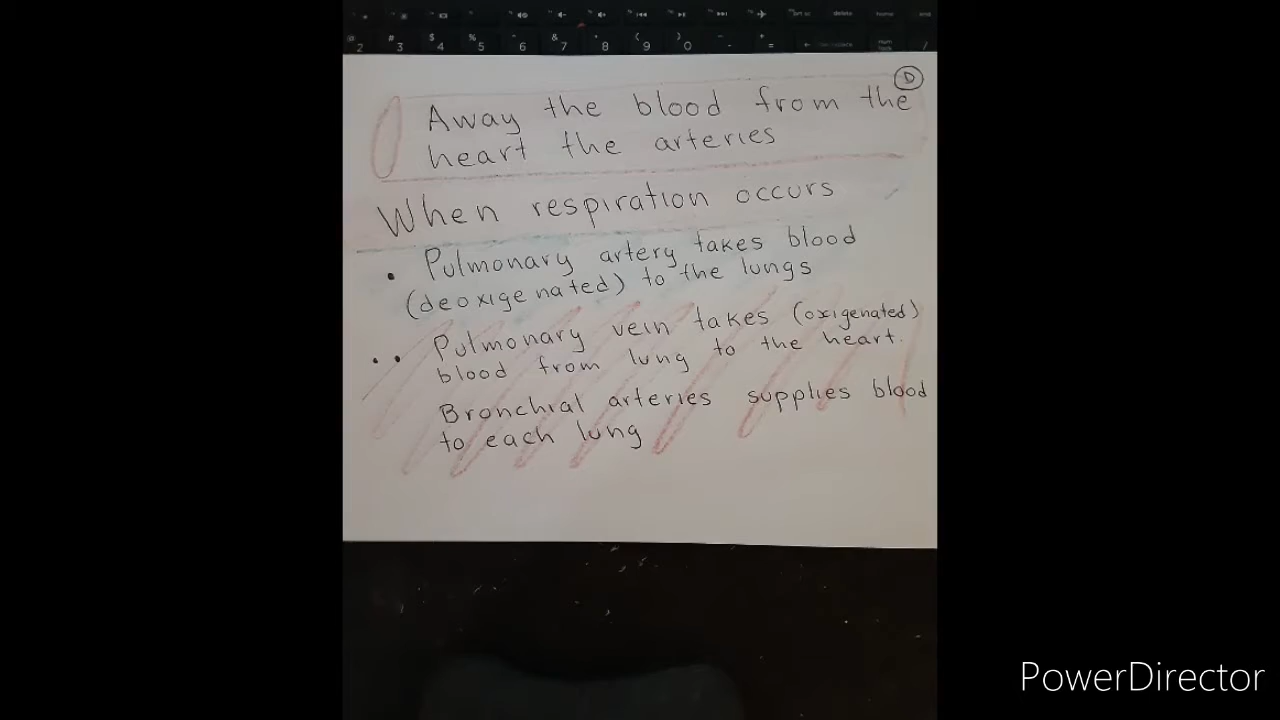 D
Away the blood from the
heart the arteries
When respiration occurs
• Pulmonary artery takes blood
(deoxigenated) to the lungs
• • Pulmonary vein takes (oxigenated)
blood from lung to the heart.
Bronchial arteries supplies blood
to each lung
PowerDirector